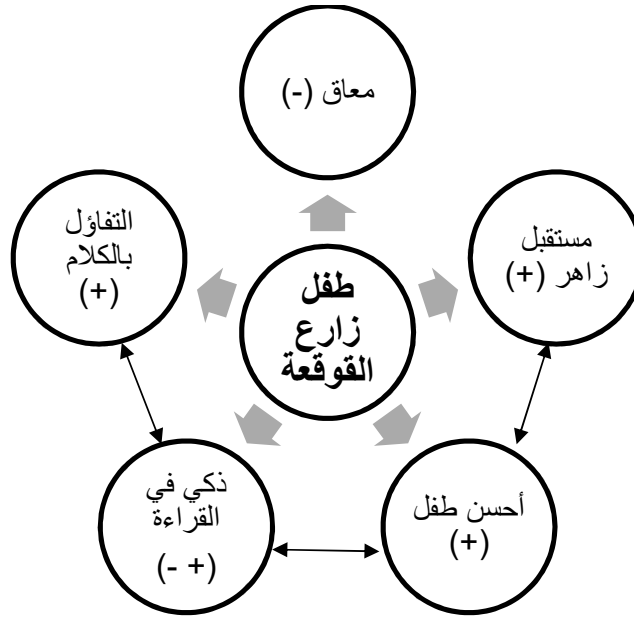 معاق (-)
مستقبل
زاهر (+)
التفاؤل
بالكلام
(+)
طفل
زارع
القوقعة
أحسن طفل
(+)
ذكي في
القراءة
(+ -)